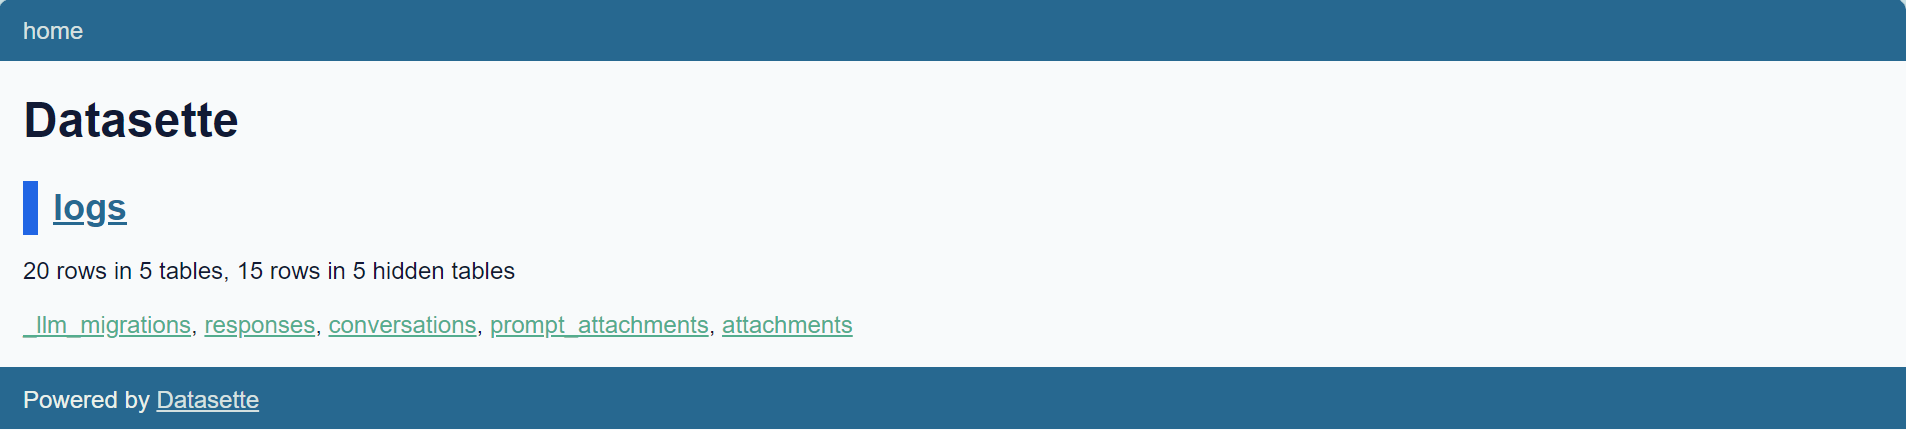 home
Datasette
logs
20 rows in 5 tables, 15 rows in 5 hidden tables
_llm_migrations, responses, conversations, prompt_attachments, attachments
Powered by Datasette